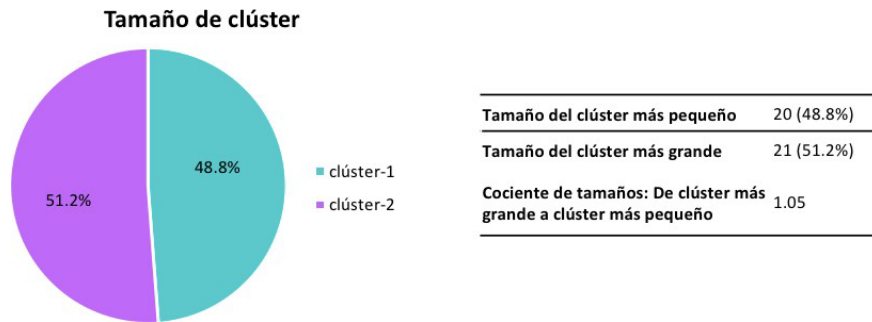 Tamaño de clúster
48.8%
51.2%
clúster-1
clúster-2
Tamaño del clúster más pequeño 20 (48.8%)
Tamaño del clúster más grande 21 (51.2%)
Cociente de tamaños: De clúster más
grande a clúster más pequeño 1.05